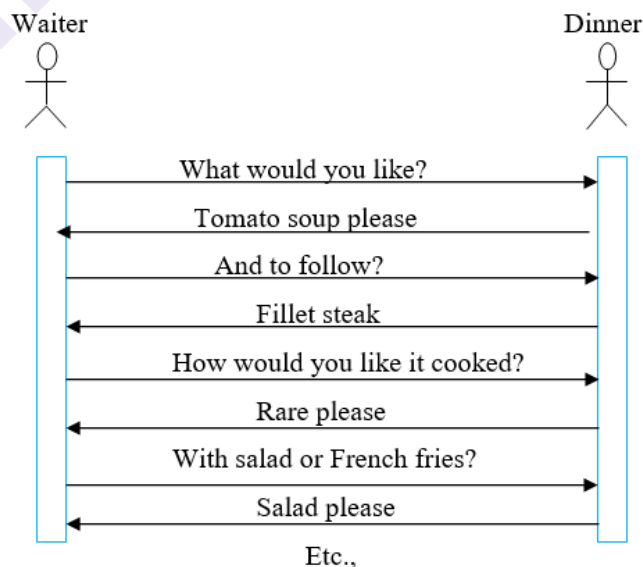 Waiter Dinner
What would you like?
Tomato soup please
And to follow?
Fillet steak
How would you like it cooked?
Rare please
With salad or French fries?
Salad please
Etc.,